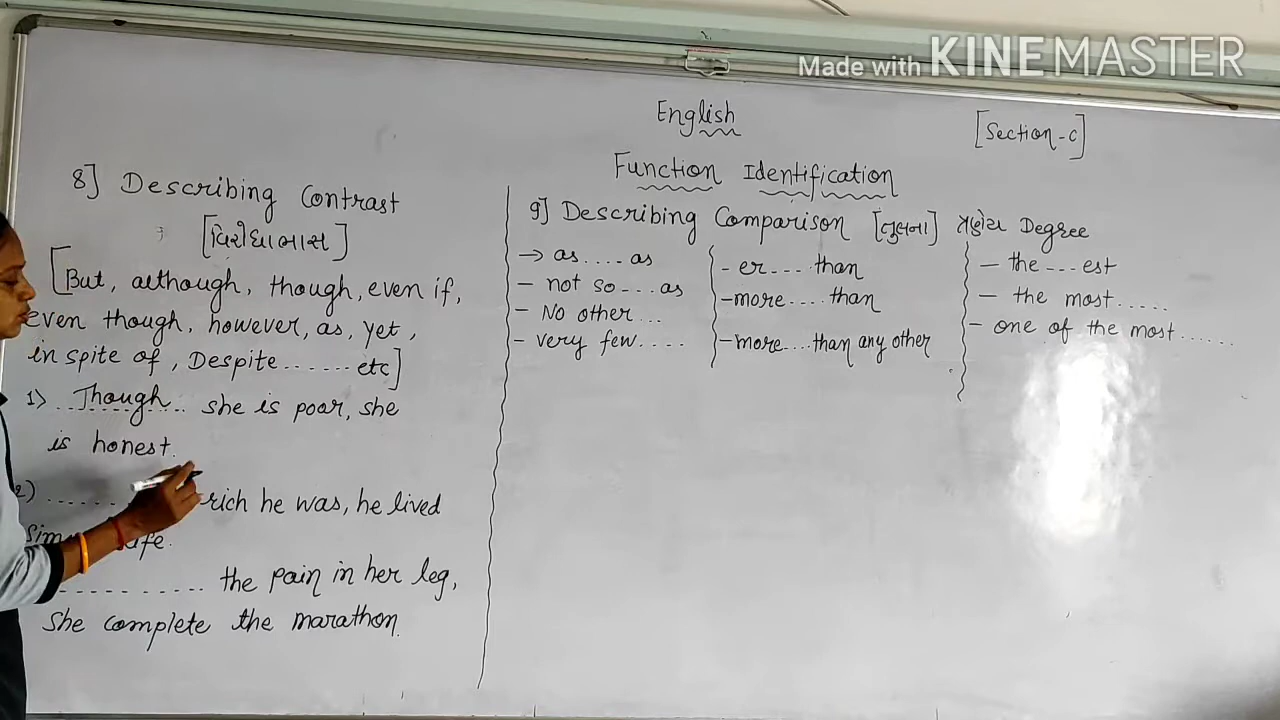 Made with KINEMASTER
English
[Section-C]
Function Identification
8] Describing Contrast
[વિરોધાભાસ]
[But, although, though, even if,
even though, however, as, yet,
in spite of, Despite ...... etc]
1) ..Though.. she is poar, she
is honest.
2) ...... rich he was, he lived
.......... the pain in her leg,
She complete the marathon.
9] Describing Comparison [તુલના] Degree
→ as .... as
- not so ... as
- No other ...
- very few ....
- er .... than
- more .... than
- more ... than any other
- the ... est
- the most .....
- one of the most ......